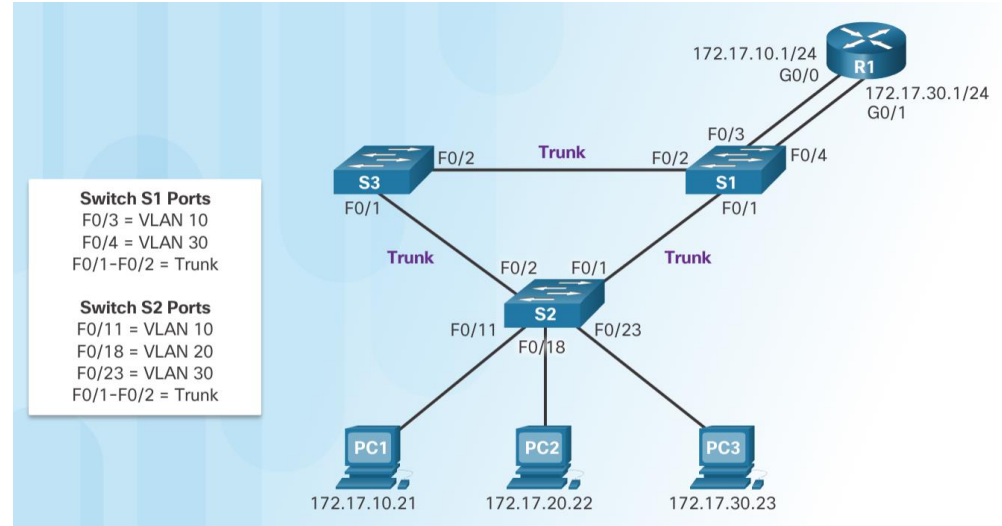 172.17.10.1/24
G0/0
R1
172.17.30.1/24
G0/1
F0/3
F0/2
Trunk
F0/2
F0/4
S3
S1
F0/1
F0/1
Switch S1 Ports
F0/3 = VLAN 10
F0/4 = VLAN 30
F0/1-F0/2 = Trunk
Switch S2 Ports
F0/11 = VLAN 10
F0/18 = VLAN 20
F0/23 = VLAN 30
F0/1-F0/2 = Trunk
Trunk
Trunk
F0/2
F0/1
S2
F0/11
F0/18
F0/23
PC1
PC2
PC3
172.17.10.21
172.17.20.22
172.17.30.23